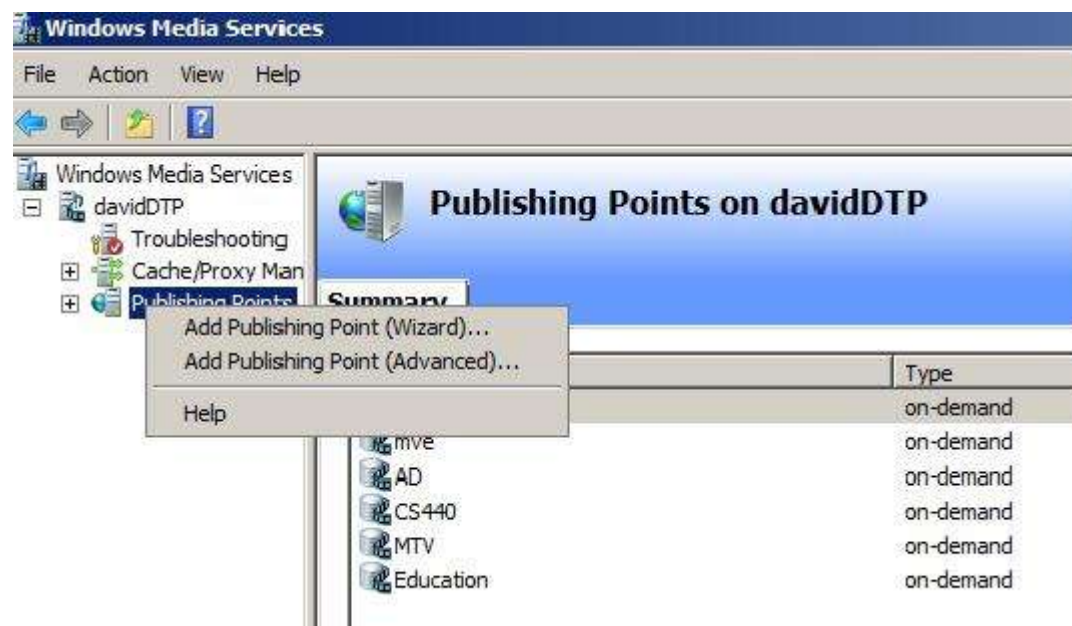 Windows Media Services
File Action View Help
Windows Media Services
davidDTP
Troubleshooting
Cache/Proxy Man
Publishing Points
Publishing Points on davidDTP
Summary
Add Publishing Point (Wizard)...
Add Publishing Point (Advanced)...
Help
Type
on-demand
mve on-demand
AD on-demand
CS440 on-demand
MTV on-demand
Education on-demand